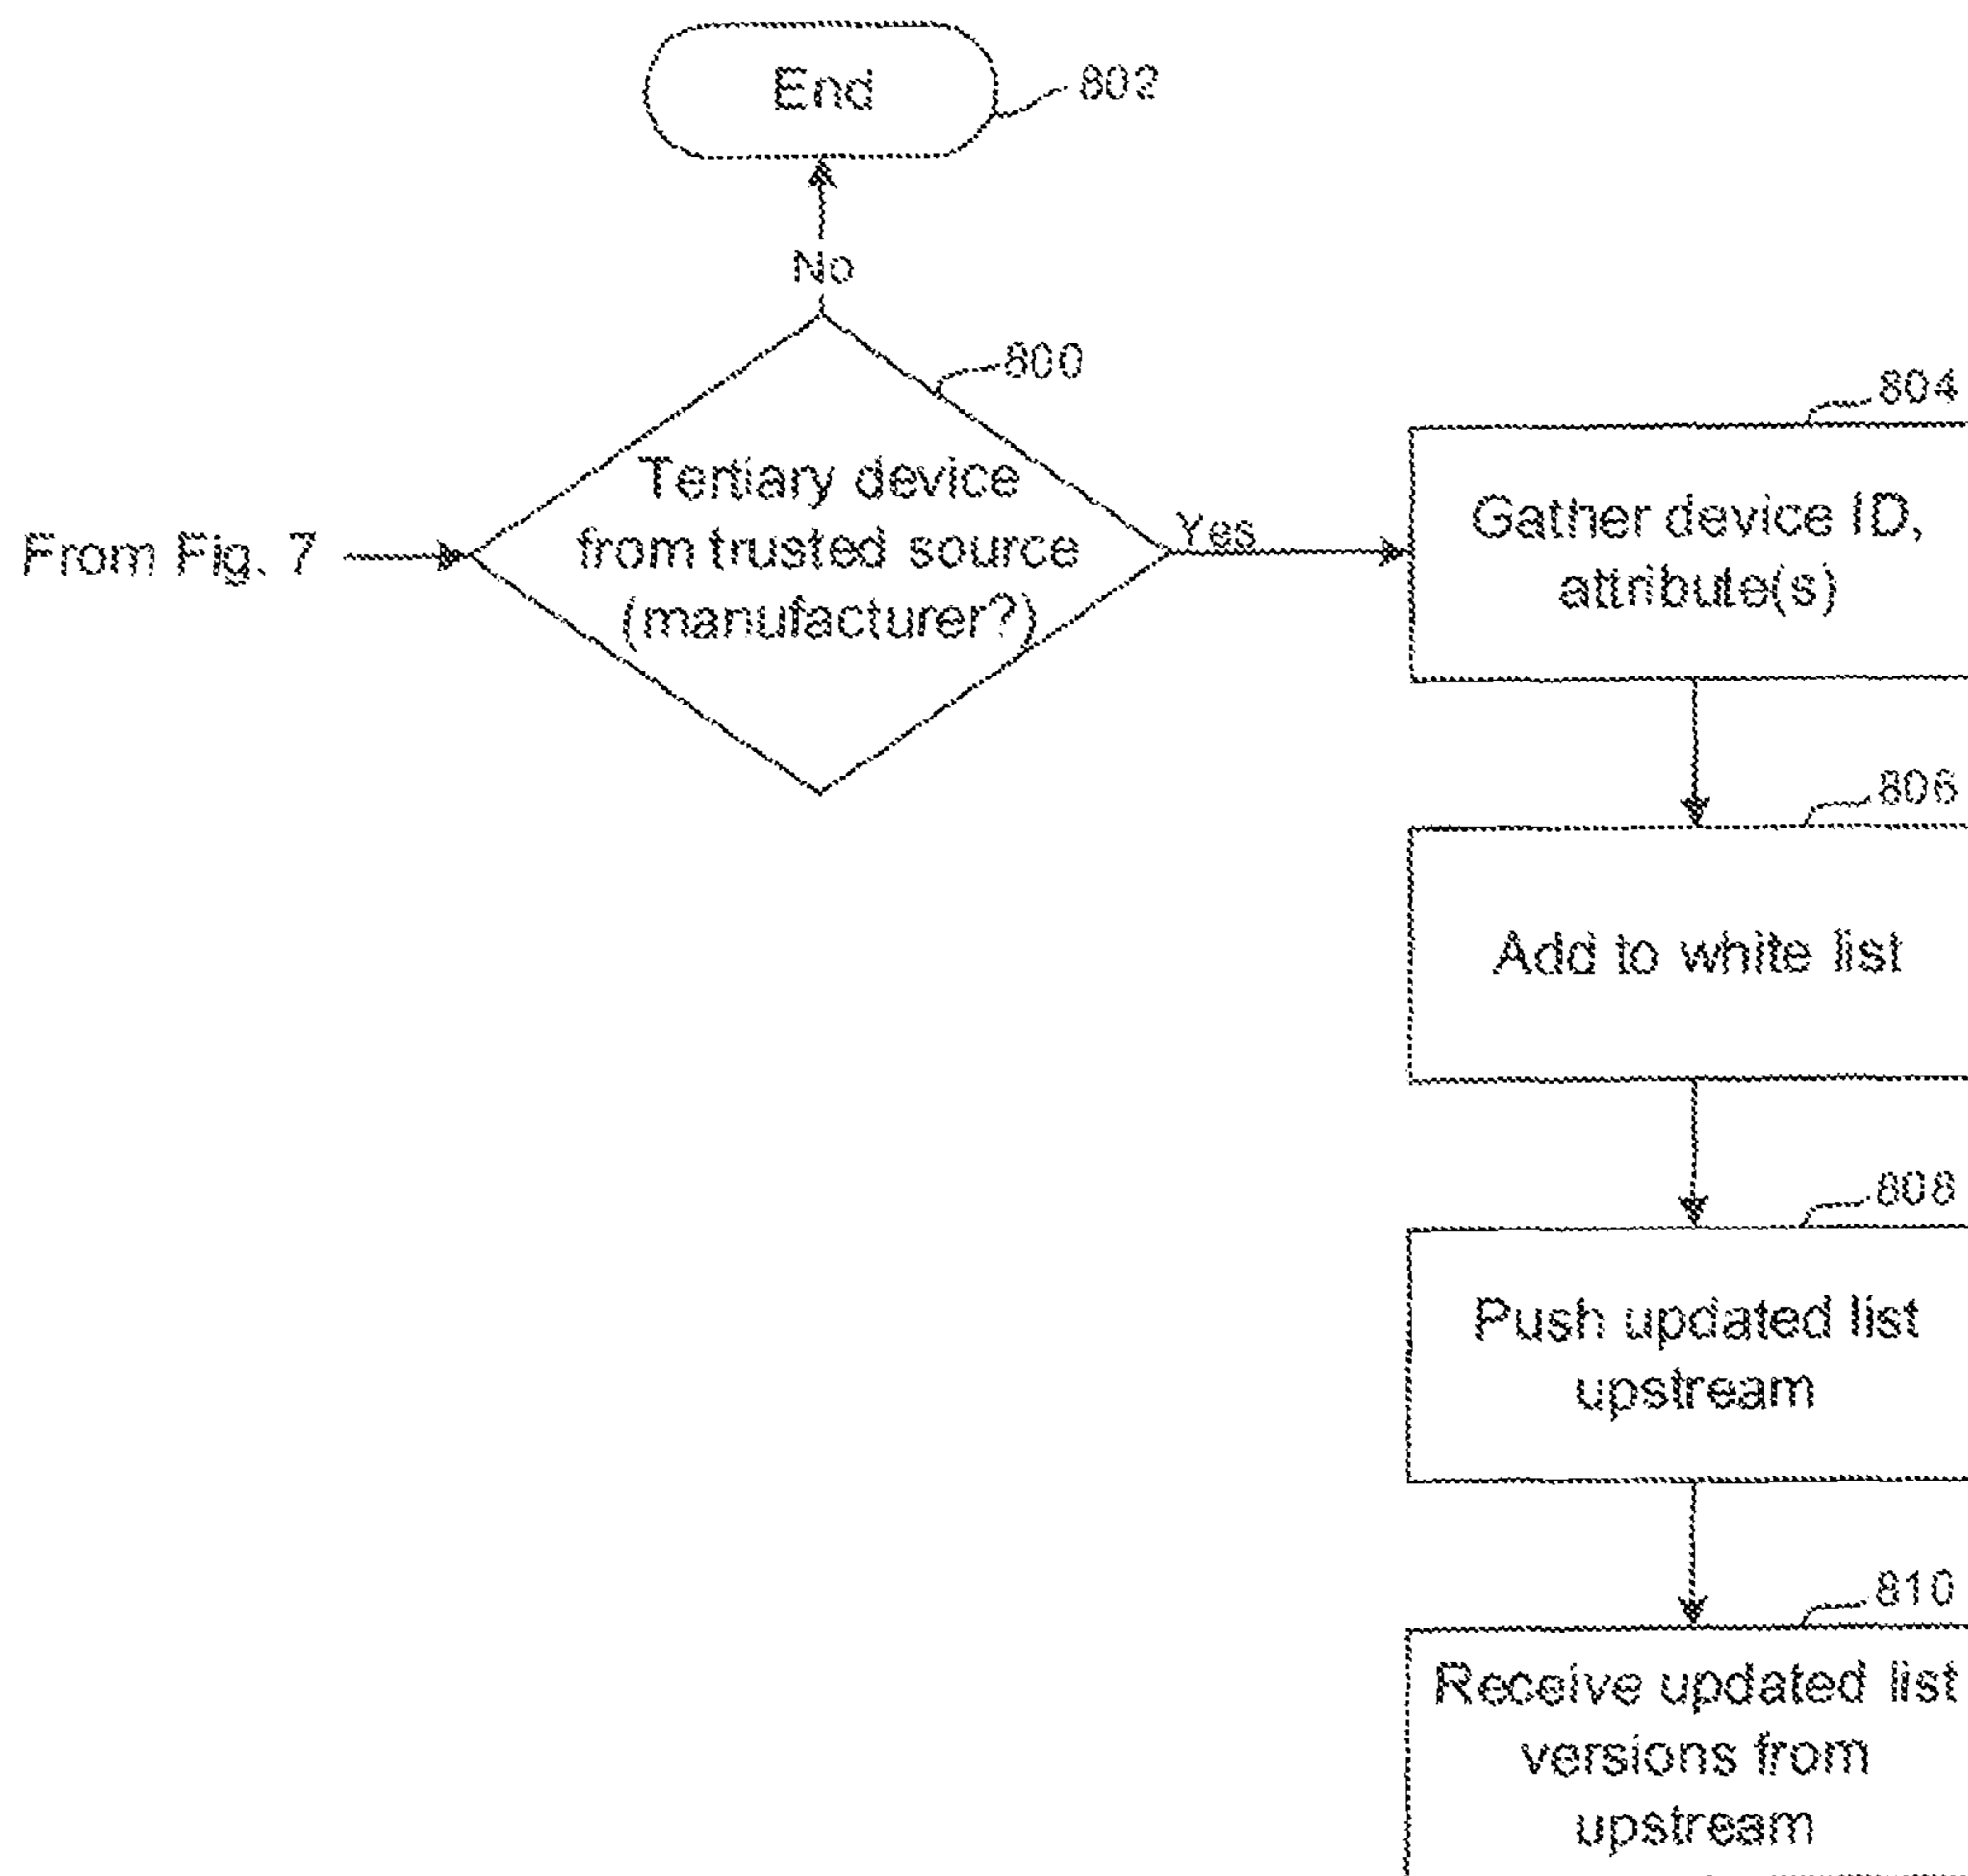 End
802
No
800
Tertiary device
from trusted source
(manufacturer?)
From Fig. 7
Yes
804
Gather device ID,
attribute(s)
806
Add to white list
808
Push updated list
upstream
810
Receive updated list
versions from
upstream